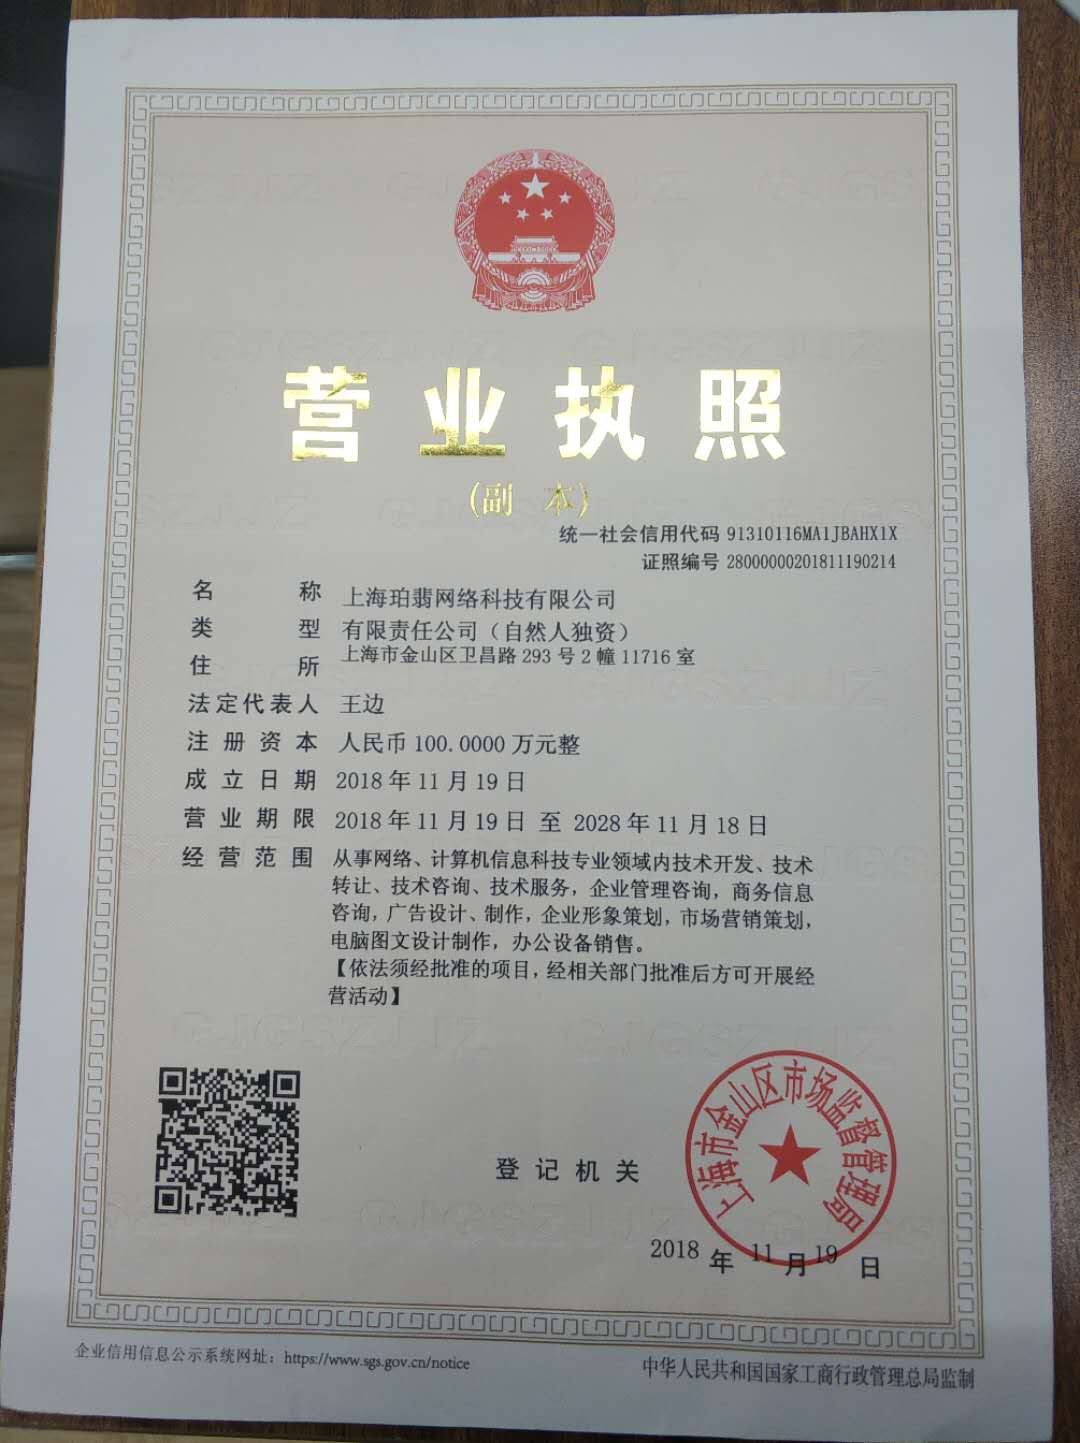 营业执照
(副 本)
统一社会信用代码 91310116MA1JBAHX1X
证照编号 28000000201811190214
名 称 上海珀翡网络科技有限公司
类 型 有限责任公司（自然人独资）
住 所 上海市金山区卫昌路 293 号 2 幢 11716 室
法定代表人 王边
注册资本 人民币 100.0000 万元整
成立日期 2018 年 11 月 19 日
营业期限 2018 年 11 月 19 日 至 2028 年 11 月 18 日
经营范围 从事网络、计算机信息科技专业领域内技术开发、技术
转让、技术咨询、技术服务，企业管理咨询，商务信息
咨询，广告设计、制作，企业形象策划，市场营销策划，
电脑图文设计制作，办公设备销售。
【依法须经批准的项目，经相关部门批准后方可开展经
营活动】
登记机关
上海市金山区市场监督管理局
2018 年 11 月 19 日
企业信用信息公示系统网址：https://www.sgs.gov.cn/notice
中华人民共和国国家工商行政管理总局监制